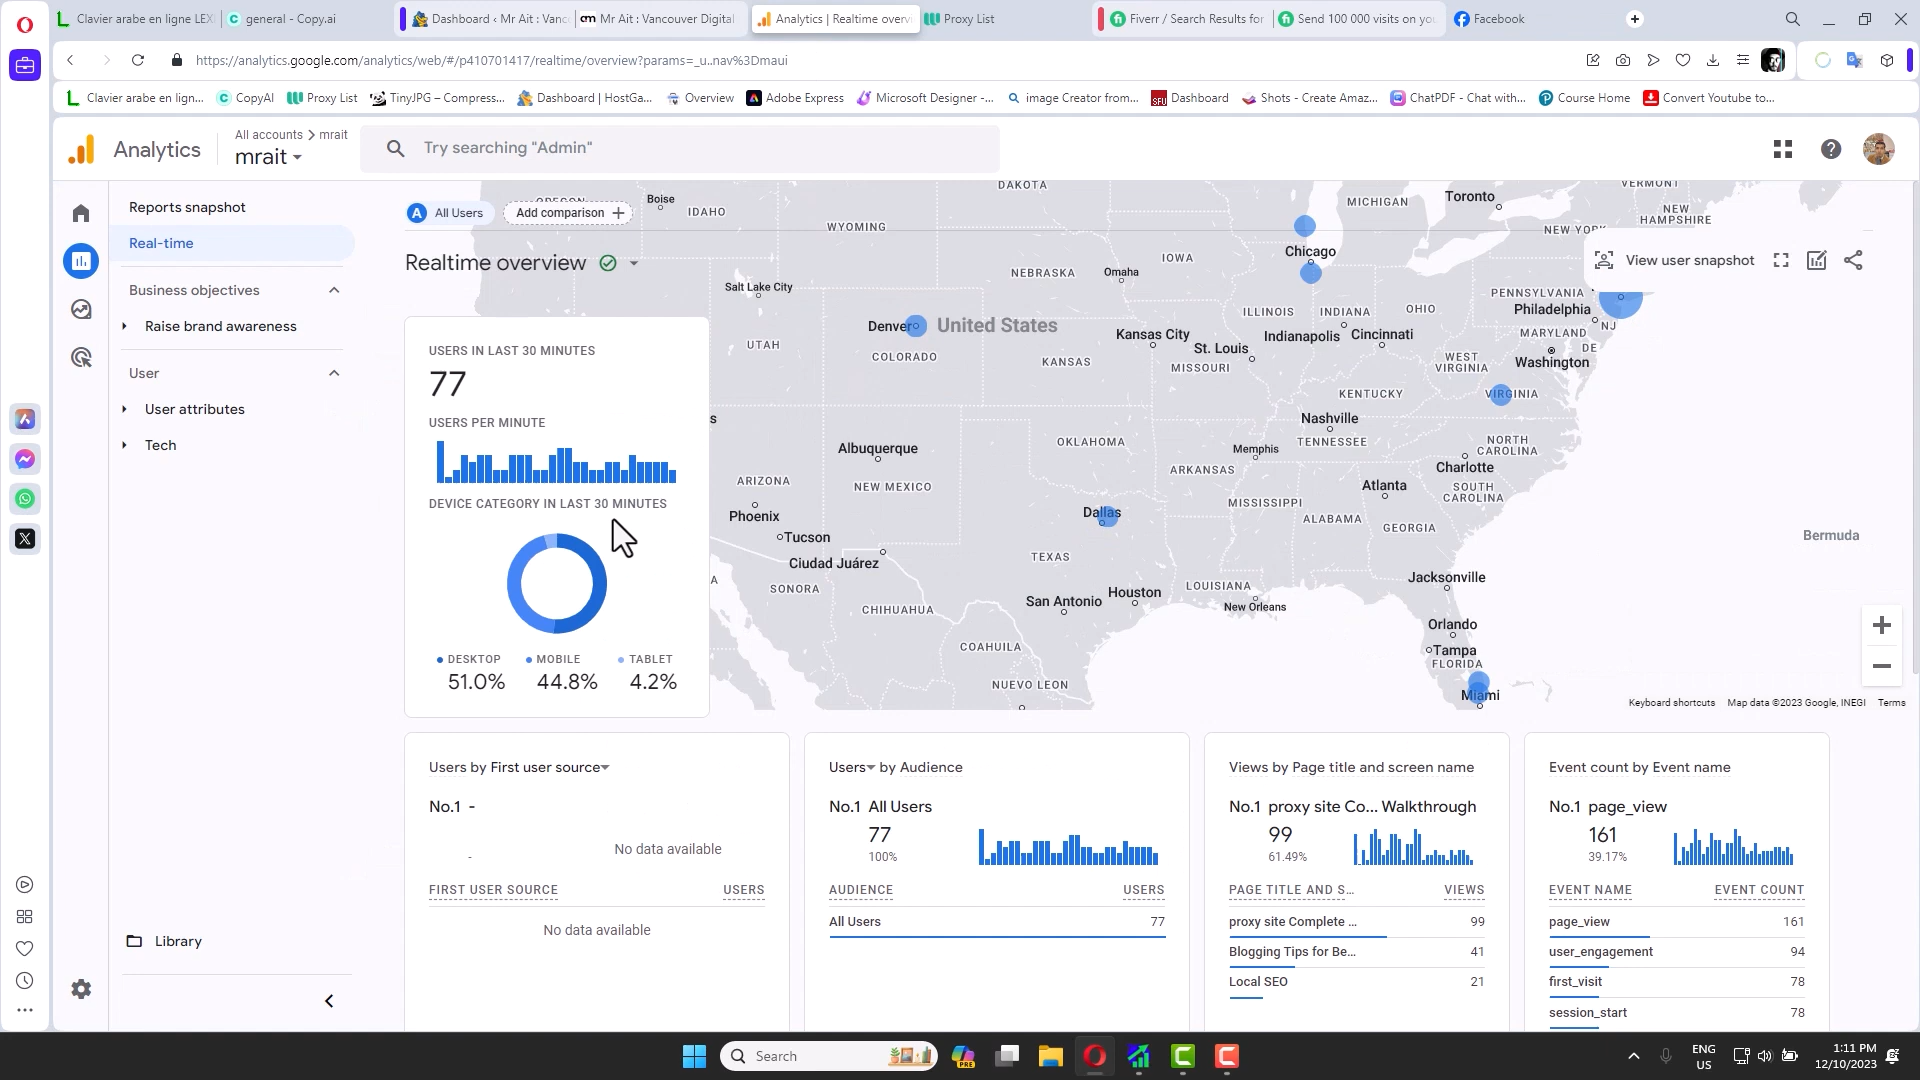 Clavier arabe en ligne LEX
general - Copy.ai
Dashboard ‹ Mr Ait : Vanc
Mr Ait : Vancouver Digital
Analytics | Realtime overvi
Proxy List
Fiverr / Search Results for
Send 100 000 visits on you
Facebook
https://analytics.google.com/analytics/web/#/p410701417/realtime/overview?params=_u..nav%3Dmaui
Clavier arabe en lign...
CopyAI
Proxy List
TinyJPG – Compress...
Dashboard | HostGa...
Overview
Adobe Express
Microsoft Designer -...
image Creator from...
SFU Dashboard
Shots - Create Amaz...
ChatPDF - Chat with...
Course Home
Convert Youtube to...
Analytics
All accounts > mrait
mrait
Try searching "Admin"
Reports snapshot
Real-time
Business objectives
Raise brand awareness
User
User attributes
Tech
Library
A All Users
Add comparison +
Realtime overview
View user snapshot
USERS IN LAST 30 MINUTES
77
USERS PER MINUTE
DEVICE CATEGORY IN LAST 30 MINUTES
DESKTOP MOBILE TABLET
51.0% 44.8% 4.2%
OREGON
Boise
IDAHO
WYOMING
DAKOTA
MICHIGAN
Toronto
VERMONT
NEW HAMPSHIRE
NEW YORK
Chicago
IOWA
NEBRASKA
Omaha
Salt Lake City
PENNSYLVANIA
Philadelphia
NJ
ILLINOIS
INDIANA
OHIO
MARYLAND
DE
Denver
United States
Kansas City
Indianapolis
Cincinnati
St. Louis
UTAH
COLORADO
KANSAS
MISSOURI
WEST VIRGINIA
Washington
KENTUCKY
VIRGINIA
Nashville
TENNESSEE
s
Albuquerque
OKLAHOMA
Memphis
NORTH CAROLINA
Charlotte
ARKANSAS
ARIZONA
NEW MEXICO
Atlanta
SOUTH CAROLINA
MISSISSIPPI
ALABAMA
GEORGIA
Phoenix
Dallas
Tucson
Bermuda
TEXAS
Ciudad Juárez
A
SONORA
CHIHUAHUA
LOUISIANA
Jacksonville
San Antonio
Houston
New Orleans
Orlando
Tampa
FLORIDA
COAHUILA
NUEVO LEON
Miami
Keyboard shortcuts
Map data ©2023 Google, INEGI
Terms
Users by First user source
No.1 -
-
No data available
FIRST USER SOURCE USERS
No data available
Users by Audience
No.1 All Users
77
100%
AUDIENCE USERS
All Users 77
Views by Page title and screen name
No.1 proxy site Co... Walkthrough
99
61.49%
PAGE TITLE AND S... VIEWS
proxy site Complete ... 99
Blogging Tips for Be... 41
Local SEO 21
Event count by Event name
No.1 page_view
161
39.17%
EVENT NAME EVENT COUNT
page_view 161
user_engagement 94
first_visit 78
session_start 78
Search
PRE
ENG
US
1:11 PM
12/10/2023